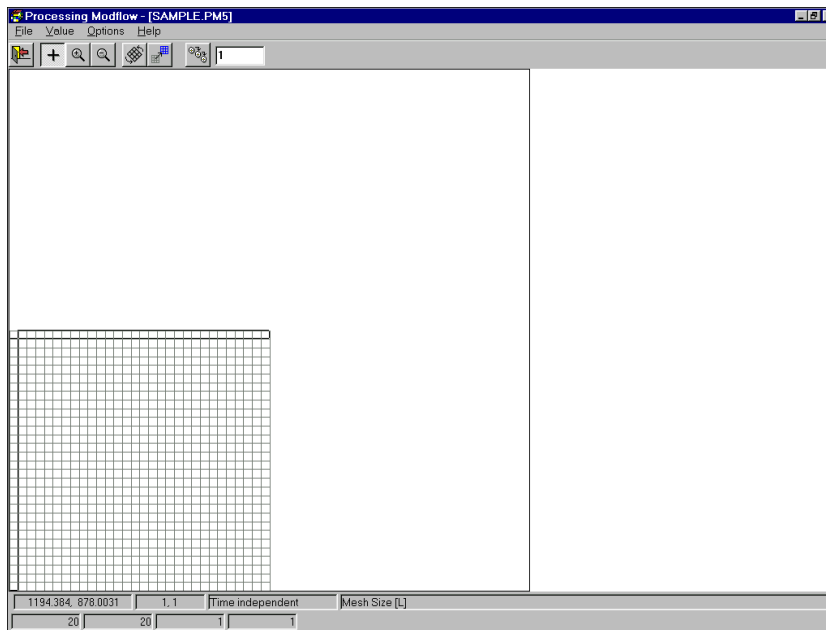 Processing Modflow - [SAMPLE.PM5]
File Value Options Help
1
1194.384, 878.0031 1, 1 Time independent Mesh Size [L]
20 20 1 1